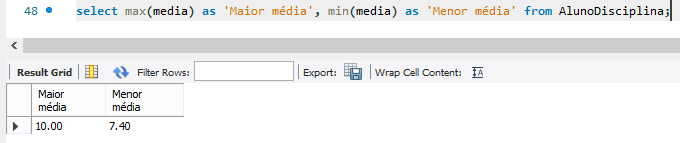 48 select max(media) as 'Maior média', min(media) as 'Menor média' from AlunoDisciplina;
Result Grid Filter Rows: Export: Wrap Cell Content: IA
Maior Menor
média média
10.00 7.40